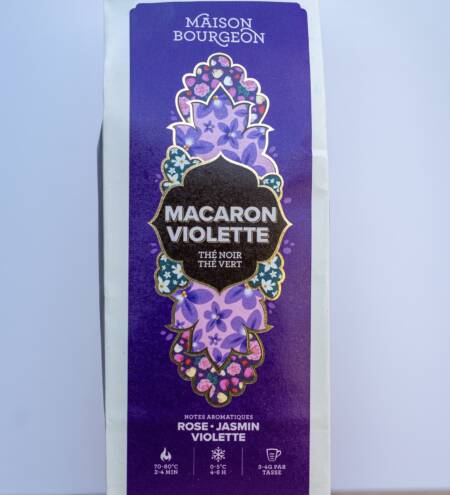 MAISON
BOURGEON
MACARON
VIOLETTE
THÉ NOIR
THÉ VERT
NOTES AROMATIQUES
ROSE • JASMIN
VIOLETTE
70-80°C
2-4 MIN
0-5°C
4-6 H
3-4G PAR
TASSE